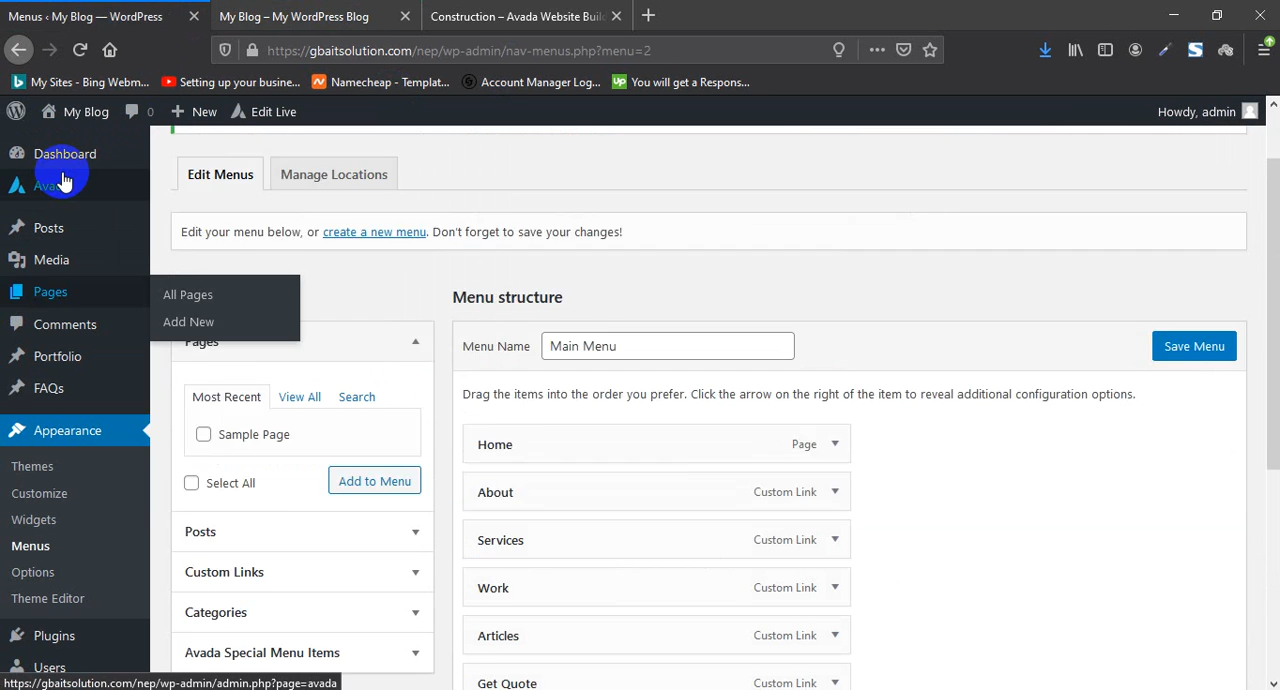 Menus ‹ My Blog — WordPress
My Blog – My WordPress Blog
Construction – Avada Website Buil
https://gbaitsolution.com/nep/wp-admin/nav-menus.php?menu=2
My Sites - Bing Webm...
Setting up your busine...
Namecheap - Templat...
Account Manager Log...
You will get a Respons...
My Blog
0
New
Edit Live
Howdy, admin
Dashboard
Avada
Posts
Media
Pages
All Pages
Add New
Comments
Portfolio
FAQs
Appearance
Themes
Customize
Widgets
Menus
Options
Theme Editor
Plugins
Users
https://gbaitsolution.com/nep/wp-admin/admin.php?page=avada
Edit Menus
Manage Locations
Edit your menu below, or create a new menu. Don't forget to save your changes!
Pages
Most Recent
View All
Search
Sample Page
Select All
Add to Menu
Posts
Custom Links
Categories
Avada Special Menu Items
Menu structure
Menu Name
Main Menu
Save Menu
Drag the items into the order you prefer. Click the arrow on the right of the item to reveal additional configuration options.
Home Page
About Custom Link
Services Custom Link
Work Custom Link
Articles Custom Link
Get Quote Custom Link